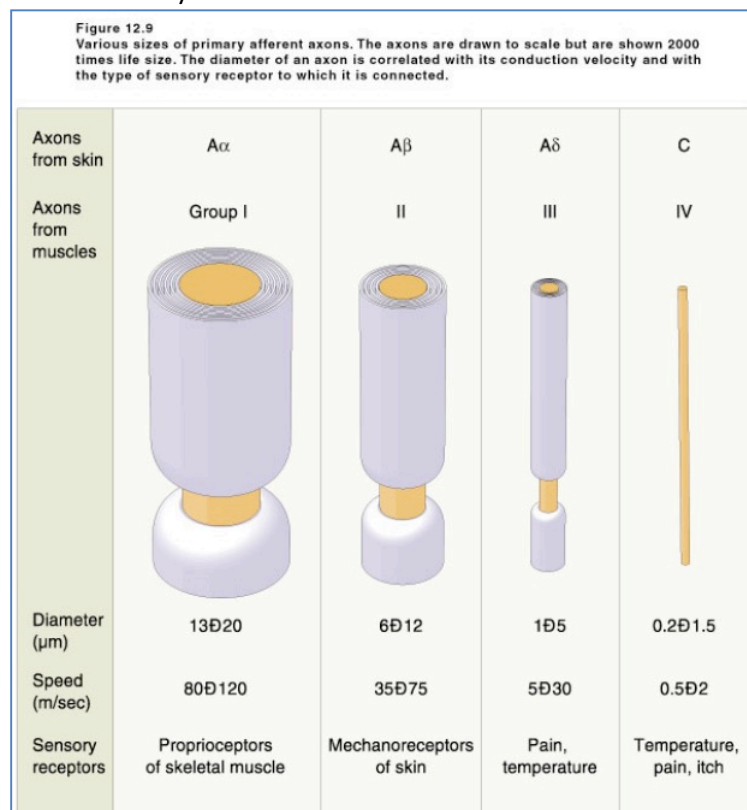 Figure 12.9
Various sizes of primary afferent axons. The axons are drawn to scale but are shown 2000
times life size. The diameter of an axon is correlated with its conduction velocity and with
the type of sensory receptor to which it is connected.
Axons from skin Aα Aβ Aδ C
Axons from muscles Group I II III IV
Diameter (µm) 13Ð20 6Ð12 1Ð5 0.2Ð1.5
Speed (m/sec) 80Ð120 35Ð75 5Ð30 0.5Ð2
Sensory receptors Proprioceptors of skeletal muscle Mechanoreceptors of skin Pain, temperature Temperature, pain, itch